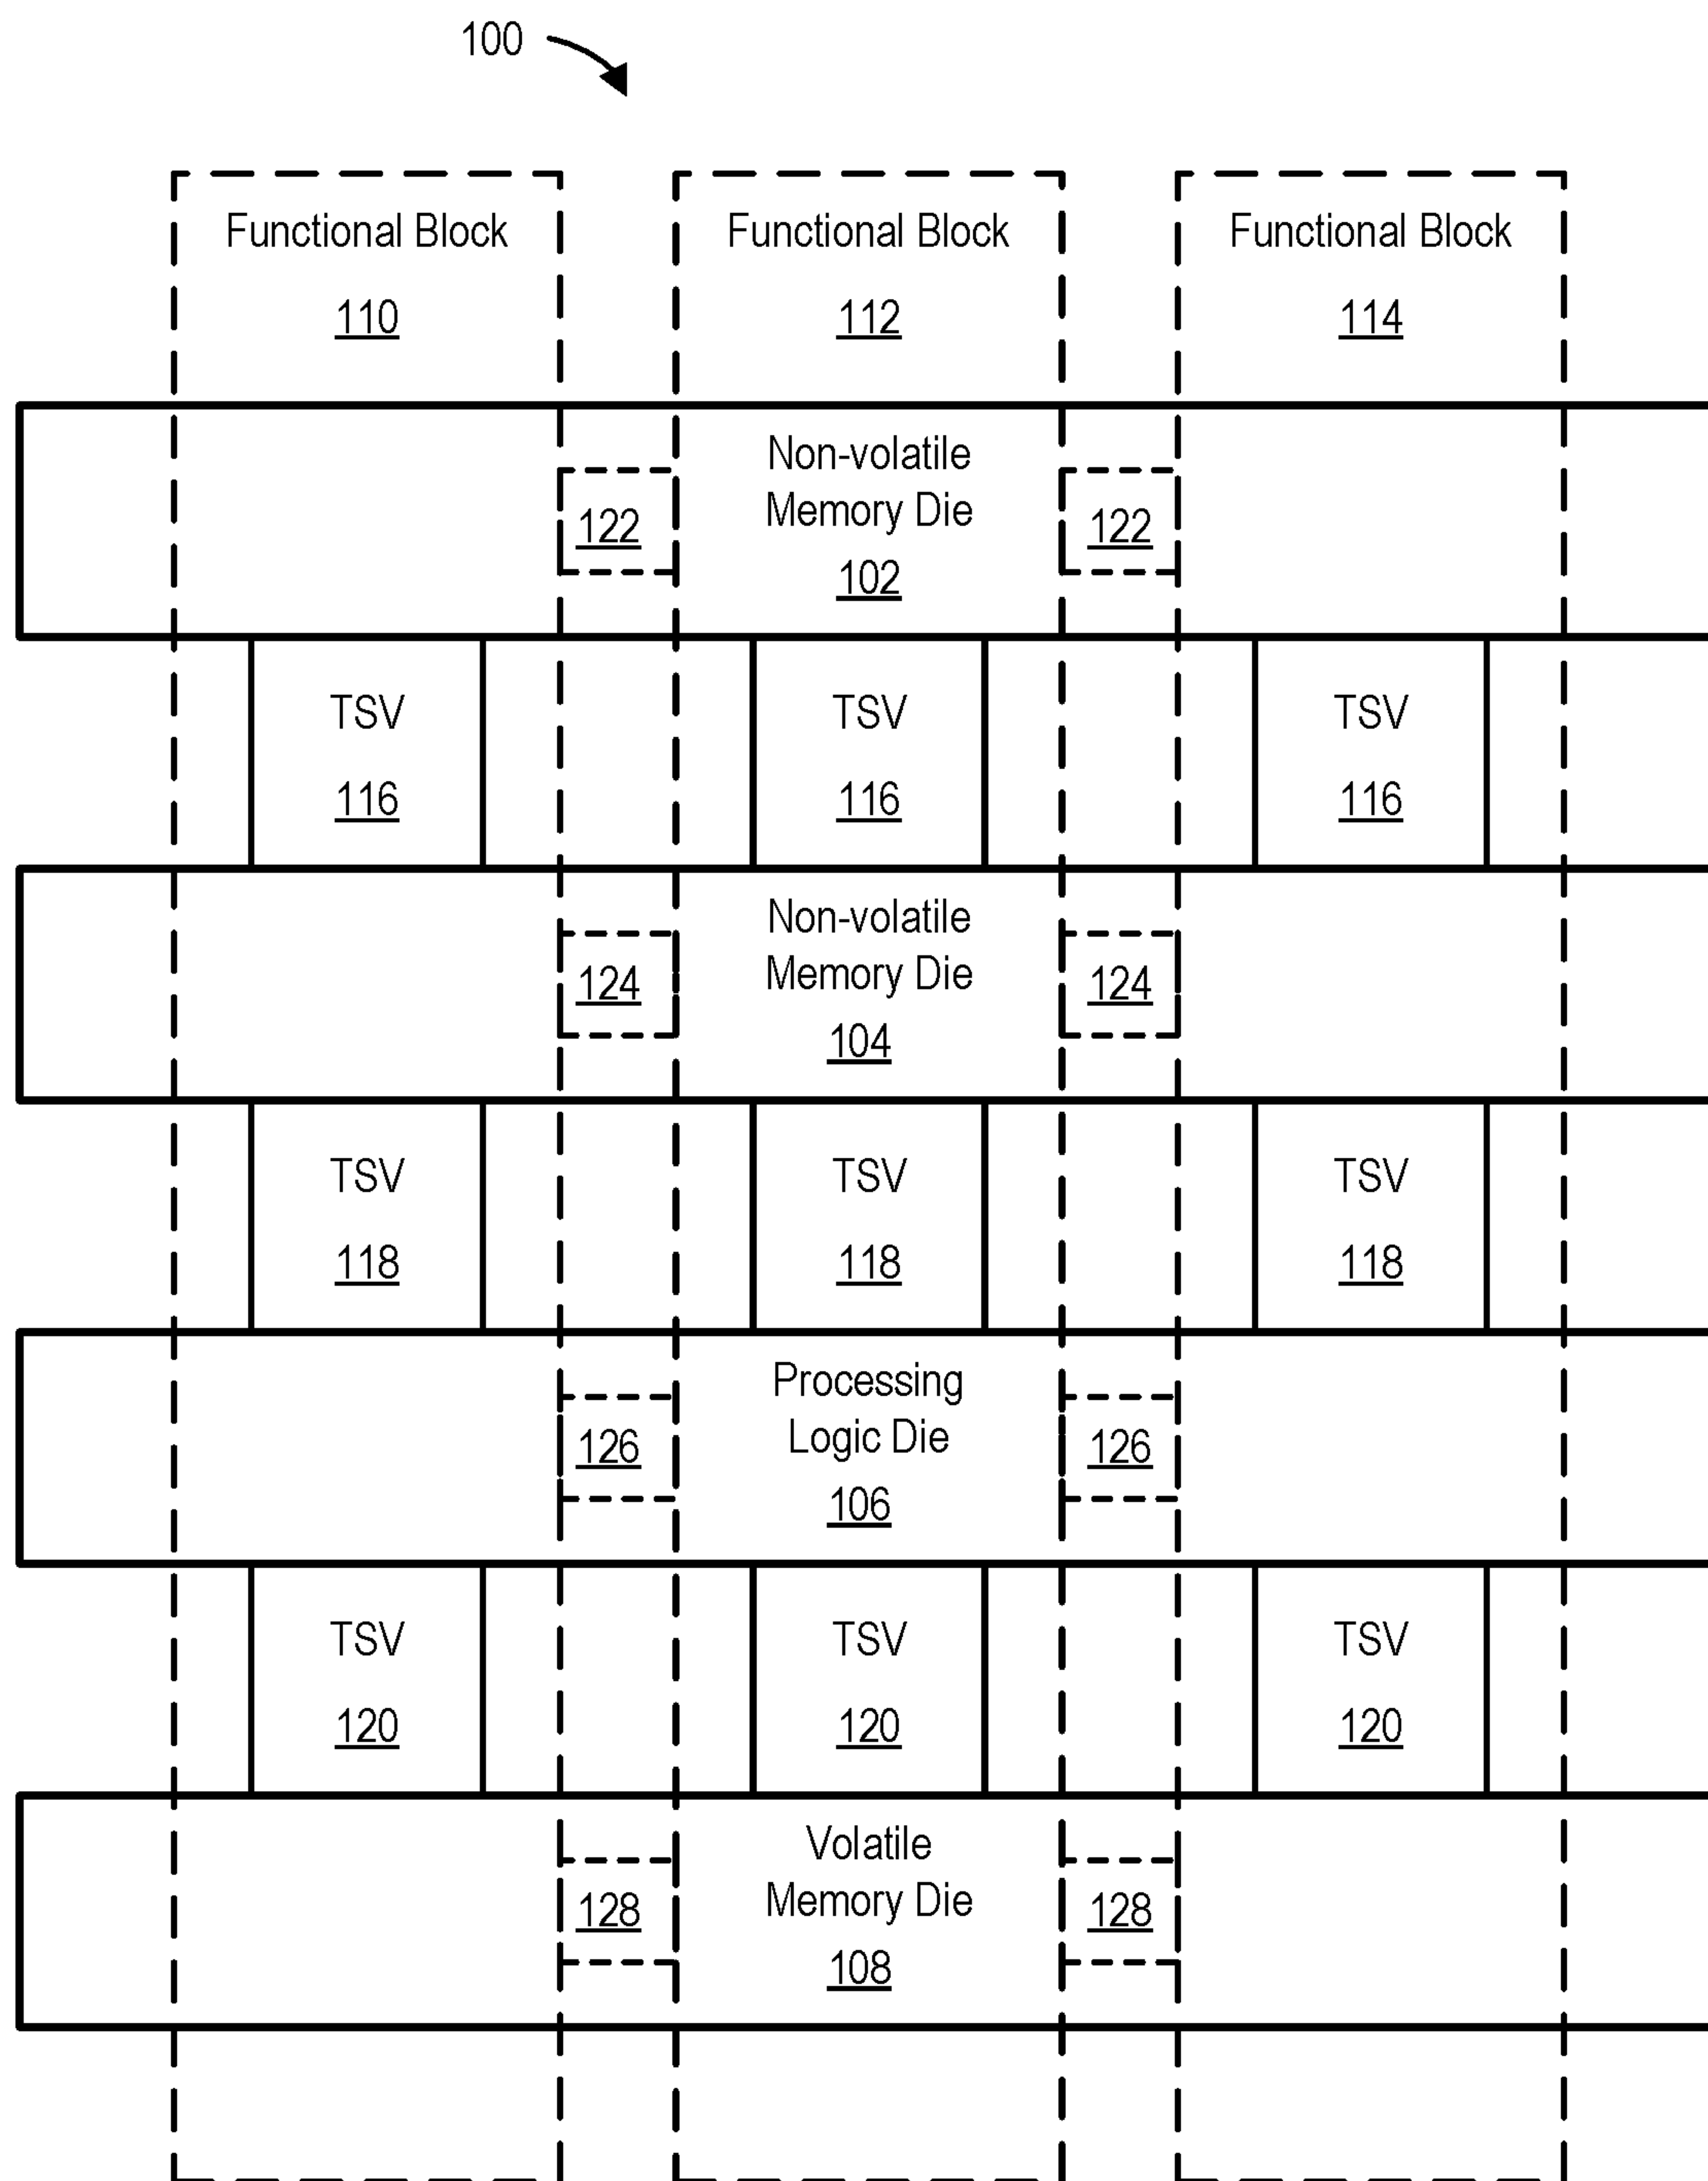 100
Functional Block
110
Functional Block
112
Functional Block
114
Non-volatile
Memory Die
102
122
122
TSV
116
TSV
116
TSV
116
Non-volatile
Memory Die
104
124
124
TSV
118
TSV
118
TSV
118
Processing
Logic Die
106
126
126
TSV
120
TSV
120
TSV
120
Volatile
Memory Die
108
128
128